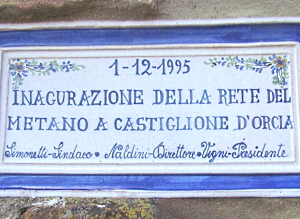 1-12-1995
INAGURAZIONE DELLA RETE DEL
METANO A CASTIGLIONE D'ORCIA
Simonetti-Sindaco • Naldini-Direttore • Vigni-Presidente